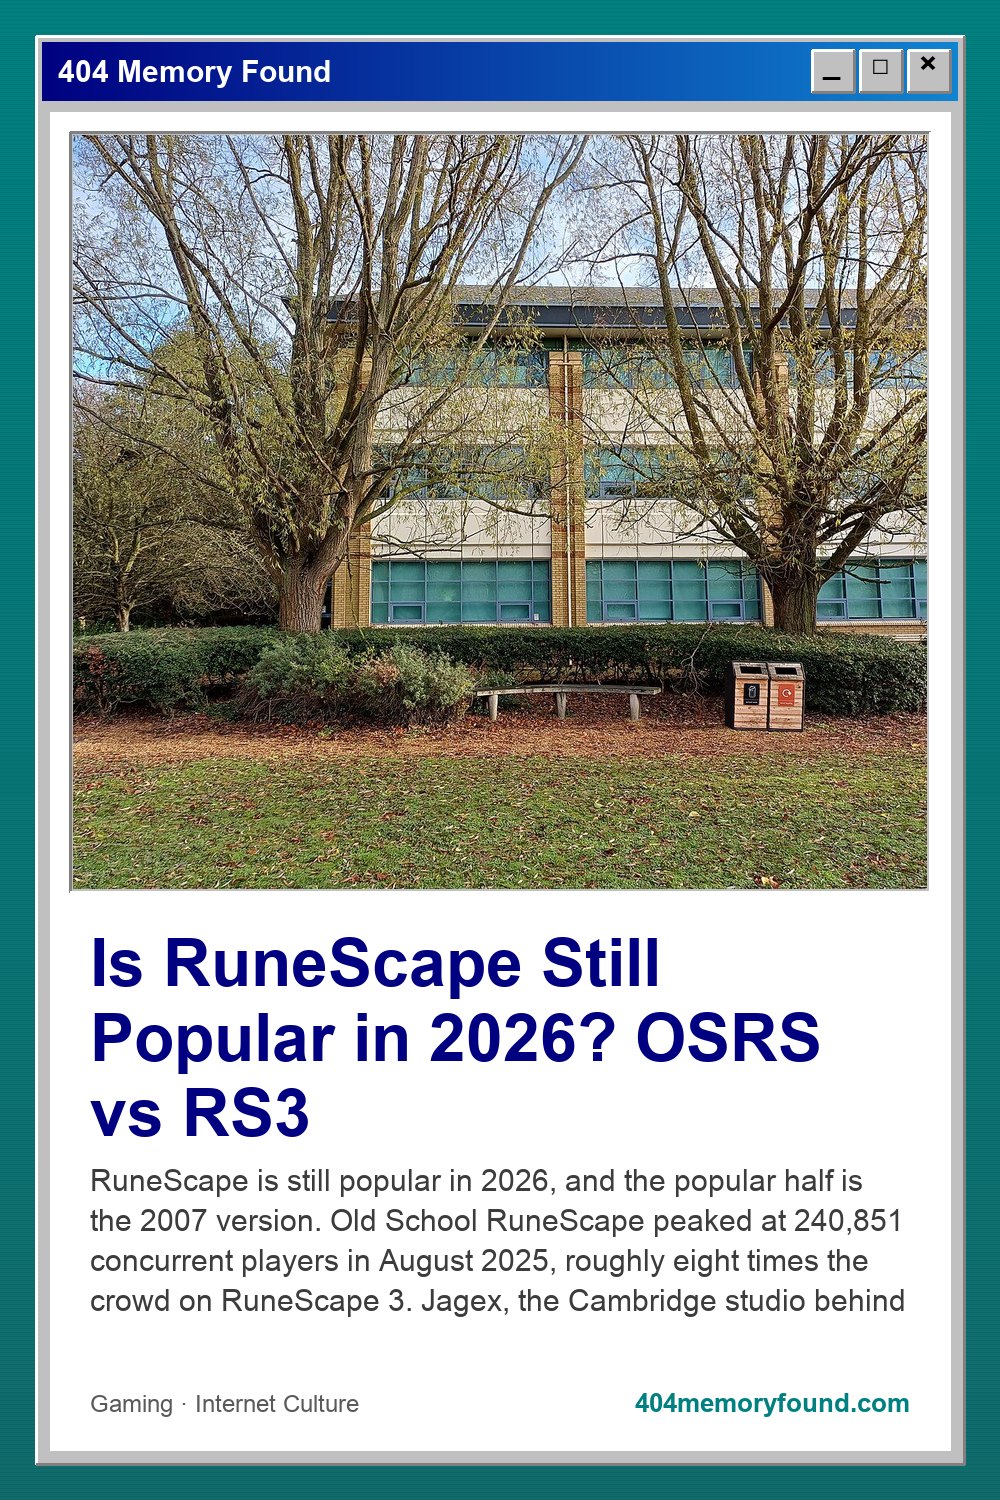 404 Memory Found
Is RuneScape Still
Popular in 2026? OSRS
vs RS3
RuneScape is still popular in 2026, and the popular half is
the 2007 version. Old School RuneScape peaked at 240,851
concurrent players in August 2025, roughly eight times the
crowd on RuneScape 3. Jagex, the Cambridge studio behind
Gaming · Internet Culture
404memoryfound.com